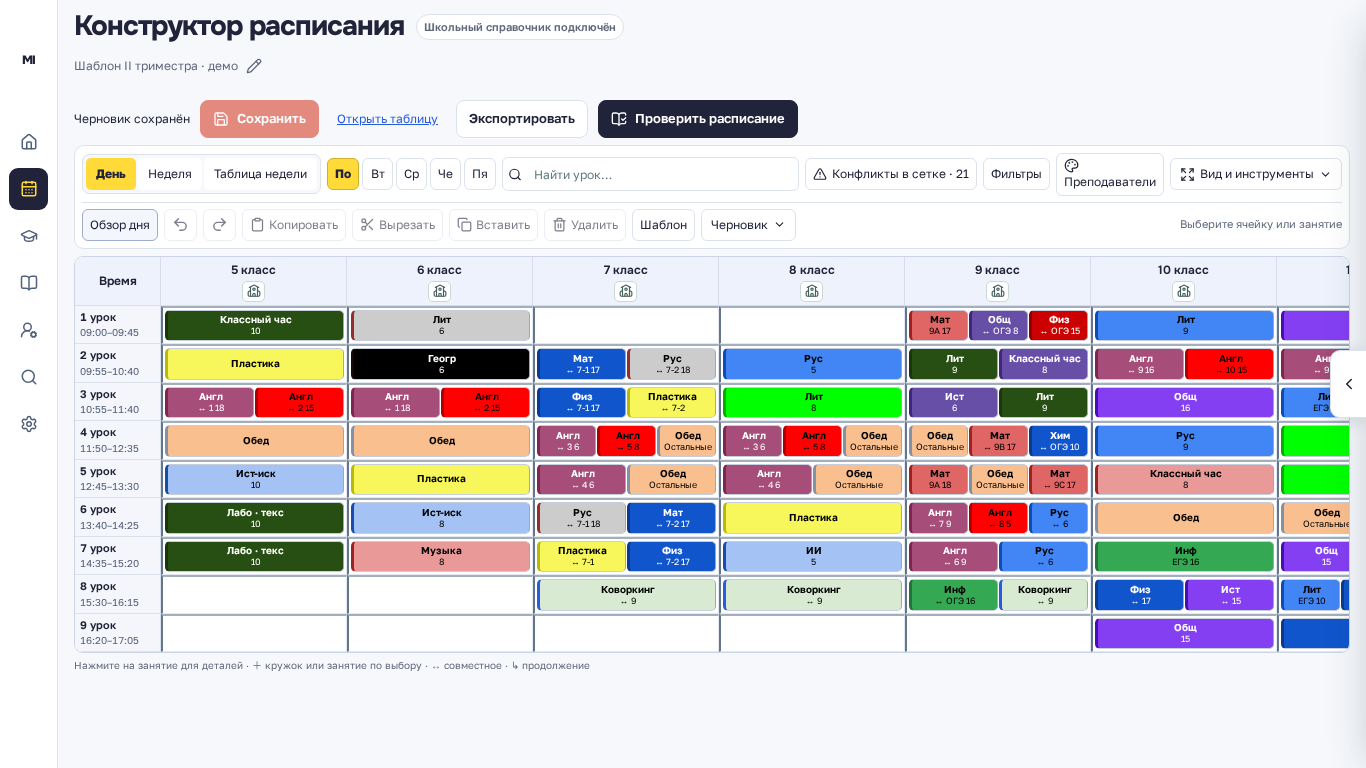 Конструктор расписания
Школьный справочник подключён
MI
Шаблон II триместра · демо
Черновик сохранён
Сохранить
Открыть таблицу
Экспортировать
Проверить расписание
День
Неделя
Таблица недели
По
Вт
Ср
Че
Пя
Найти урок...
Конфликты в сетке · 21
Фильтры
Преподаватели
Вид и инструменты
Обзор дня
Копировать
Вырезать
Вставить
Удалить
Шаблон
Черновик
Выберите ячейку или занятие
Время
5 класс
6 класс
7 класс
8 класс
9 класс
10 класс
1 урок
09:00–09:45
Классный час
10
Лит
6
Мат
9А 17
Общ
↔ ОГЭ 8
Физ
↔ ОГЭ 15
Лит
9
2 урок
09:55–10:40
Пластика
Геогр
6
Мат
↔ 7-1 17
Рус
↔ 7-2 18
Рус
5
Лит
9
Классный час
8
Англ
↔ 9 16
Англ
↔ 10 15
3 урок
10:55–11:40
Англ
↔ 1 18
Англ
↔ 2 15
Англ
↔ 1 18
Англ
↔ 2 15
Физ
↔ 7-1 17
Пластика
↔ 7-2
Лит
8
Ист
6
Лит
9
Общ
16
4 урок
11:50–12:35
Обед
Обед
Англ
↔ 3 6
Англ
↔ 5 8
Обед
Остальные
Англ
↔ 3 6
Англ
↔ 5 8
Обед
Остальные
Обед
Остальные
Мат
↔ 9В 17
Хим
↔ ОГЭ 10
Рус
9
5 урок
12:45–13:30
Ист-иск
10
Пластика
Англ
↔ 4 6
Обед
Остальные
Англ
↔ 4 6
Обед
Остальные
Мат
9А 18
Обед
Остальные
Мат
↔ 9С 17
Классный час
8
6 урок
13:40–14:25
Лабо · текс
10
Ист-иск
8
Рус
↔ 7-1 18
Мат
↔ 7-2 17
Пластика
Англ
↔ 7 9
Англ
↔ 8 5
Рус
↔ 6
Обед
Обед
Остальные
7 урок
14:35–15:20
Лабо · текс
10
Музыка
8
Пластика
↔ 7-1
Физ
↔ 7-2 17
ИИ
5
Англ
↔ 6 9
Рус
↔ 6
Инф
ЕГЭ 16
Общ
15
8 урок
15:30–16:15
Коворкинг
↔ 9
Коворкинг
↔ 9
Инф
↔ ОГЭ 16
Коворкинг
↔ 9
Физ
↔ 17
Ист
↔ 15
Лит
ЕГЭ 10
9 урок
16:20–17:05
Общ
15
Нажмите на занятие для деталей · + кружок или занятие по выбору · ↔ совместное · ↳ продолжение